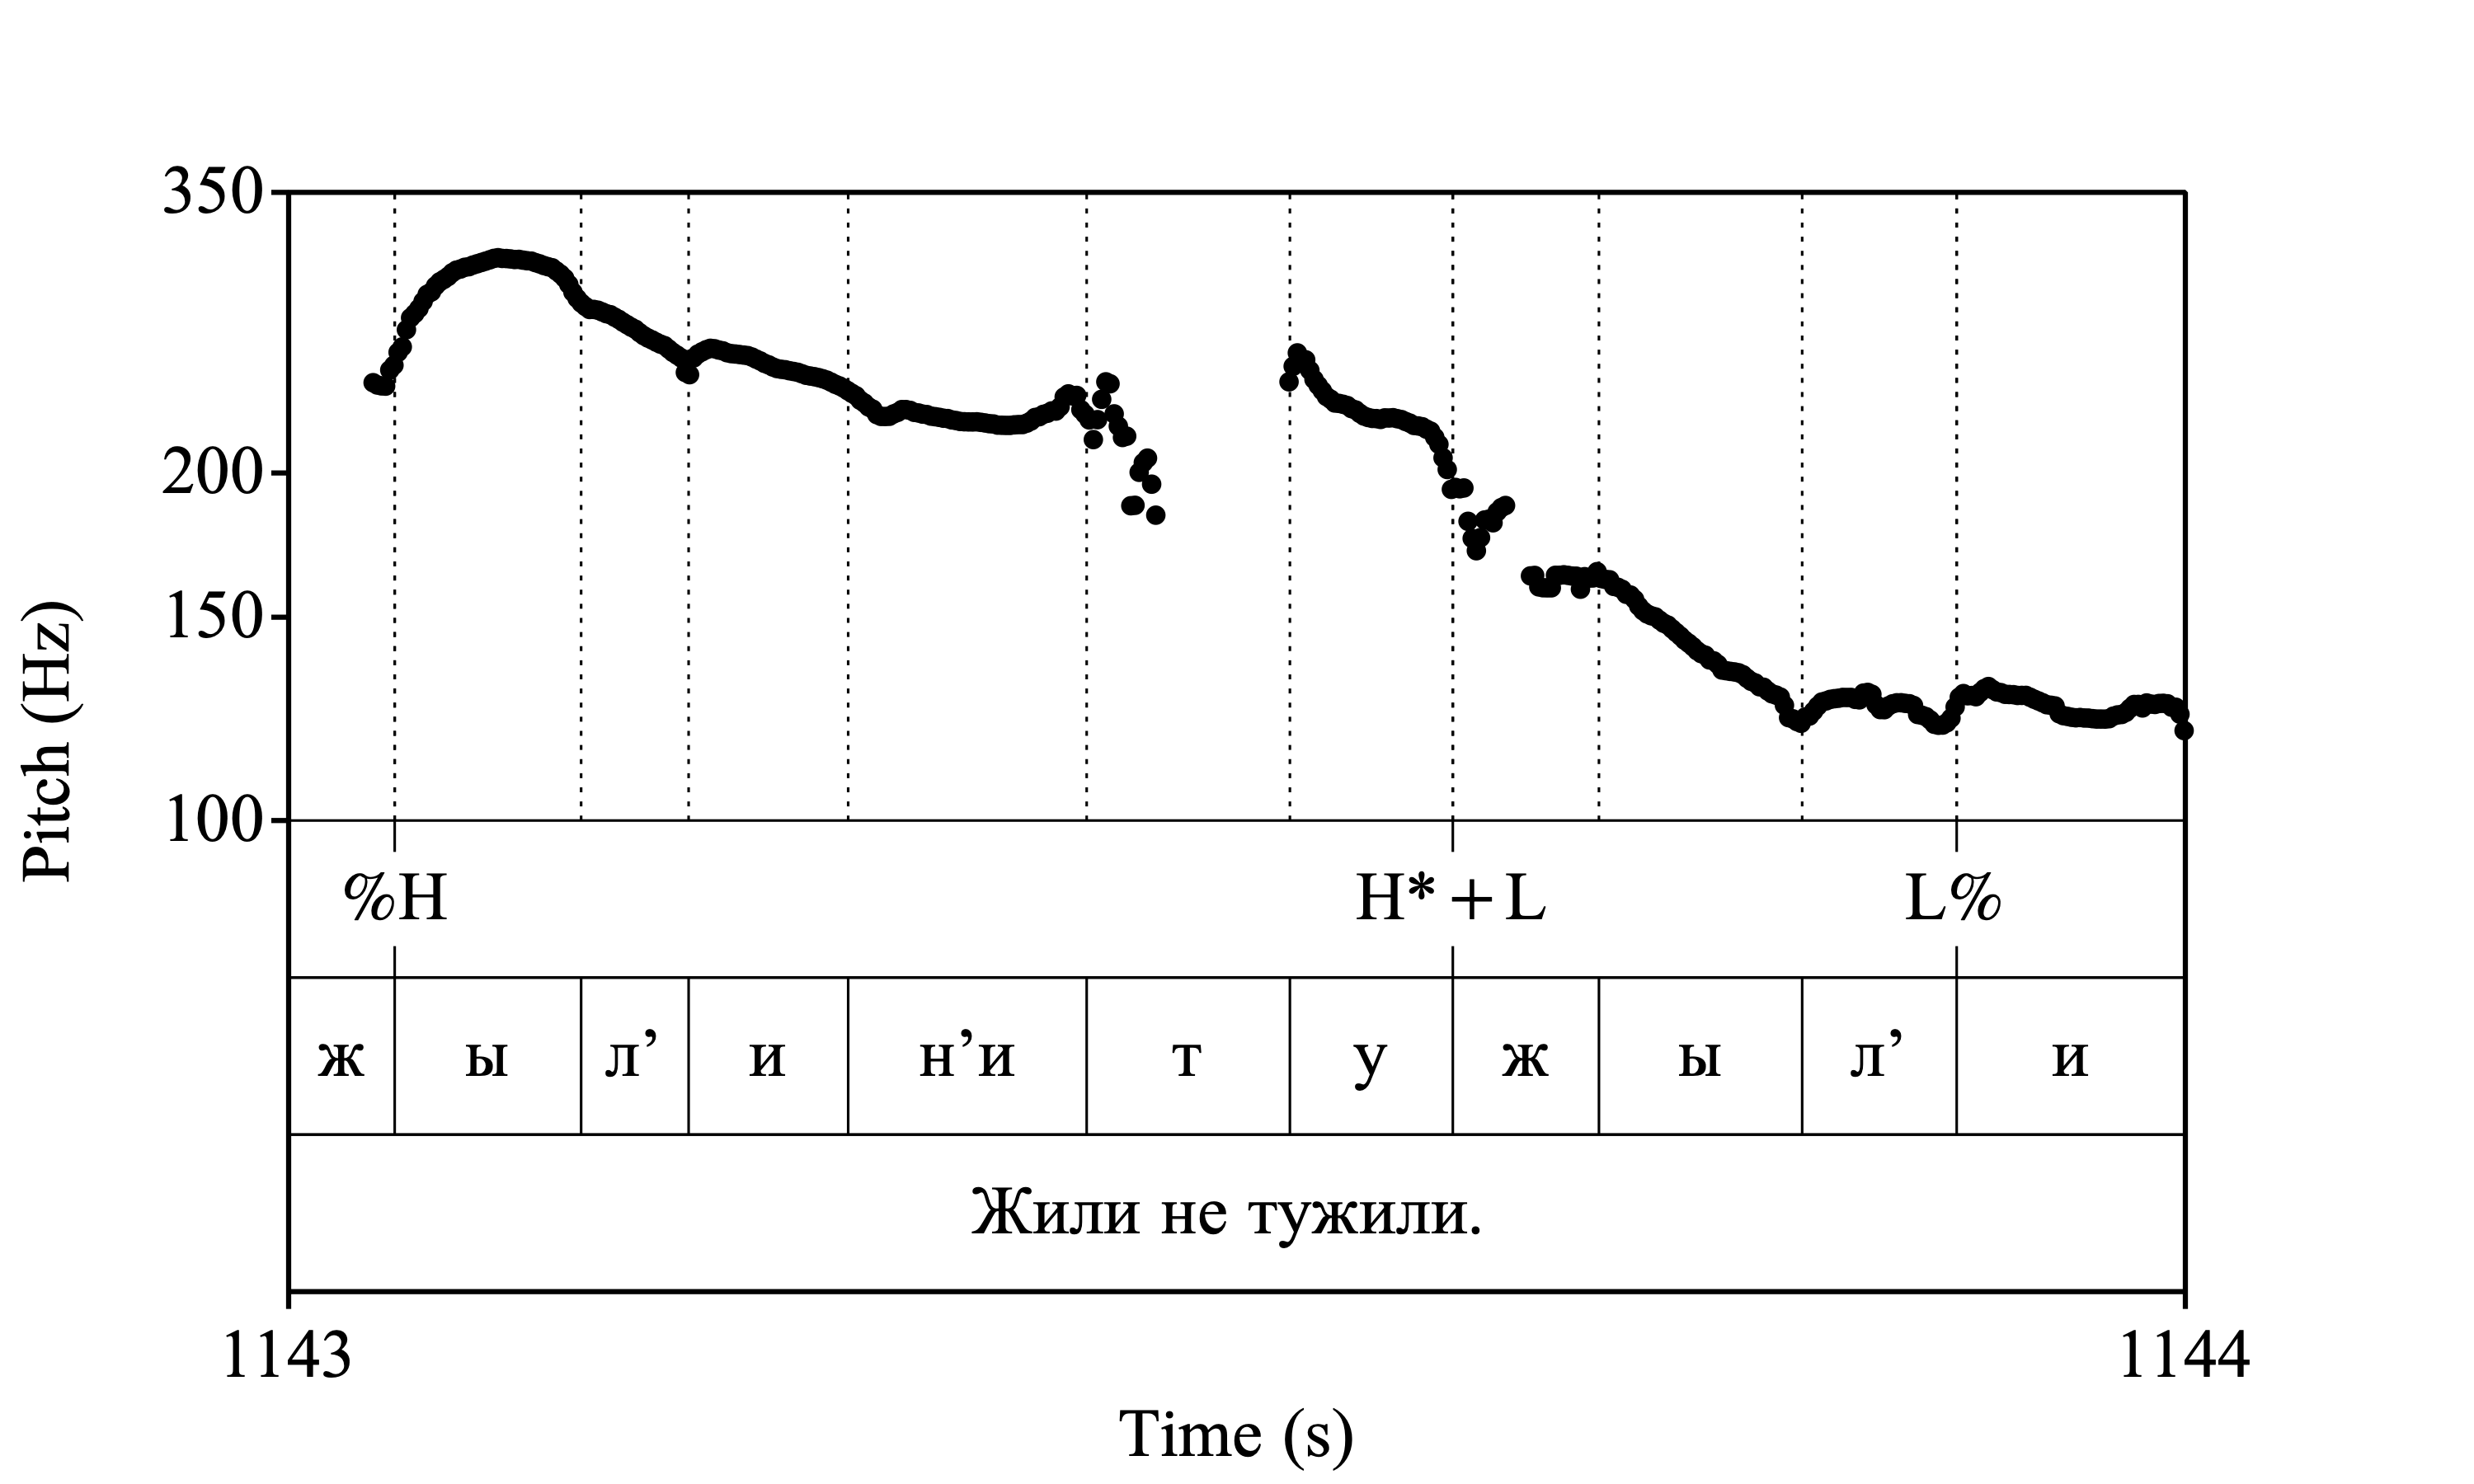 350
200
150
100
Pitch (Hz)
%H H*+L L%
ж ы л’ и н’и т у ж ы л’ и
Жили не тужили.
1143 1144
Time (s)